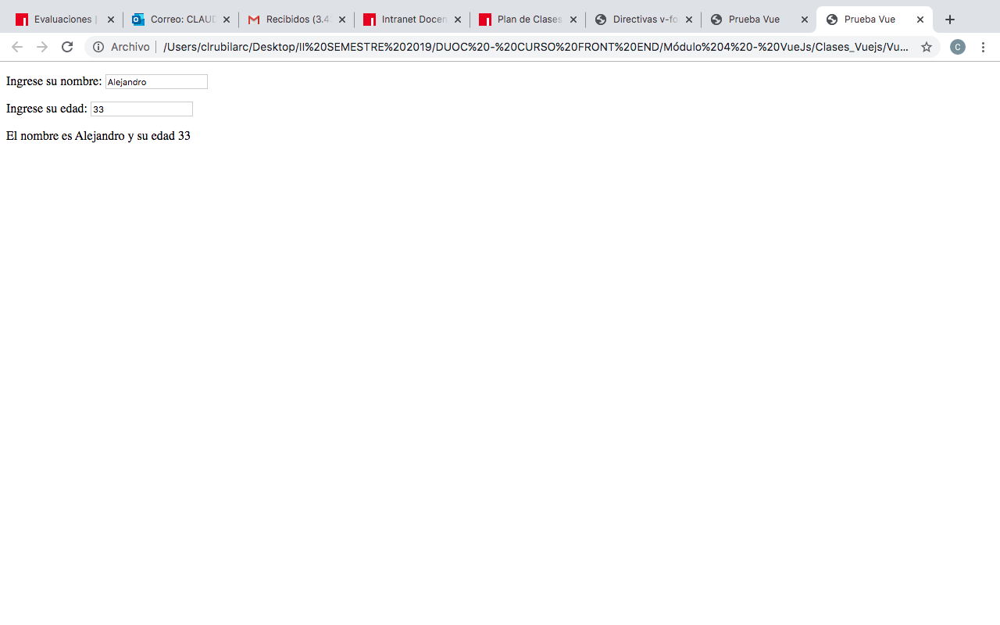 Evaluaciones | Correo: CLAUD Recibidos (3.4 Intranet Docen Plan de Clases Directivas v-fo Prueba Vue Prueba Vue
Archivo /Users/clrubilarc/Desktop/II%20SEMESTRE%202019/DUOC%20-%20CURSO%20FRONT%20END/Módulo%204%20-%20VueJs/Clases_Vuejs/Vu... C
Ingrese su nombre: Alejandro
Ingrese su edad: 33
El nombre es Alejandro y su edad 33